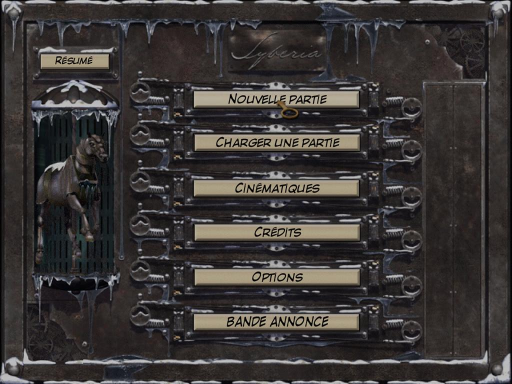 Syberia
Résumé
Nouvelle partie
Charger une partie
Cinématiques
Crédits
Options
Bande annonce